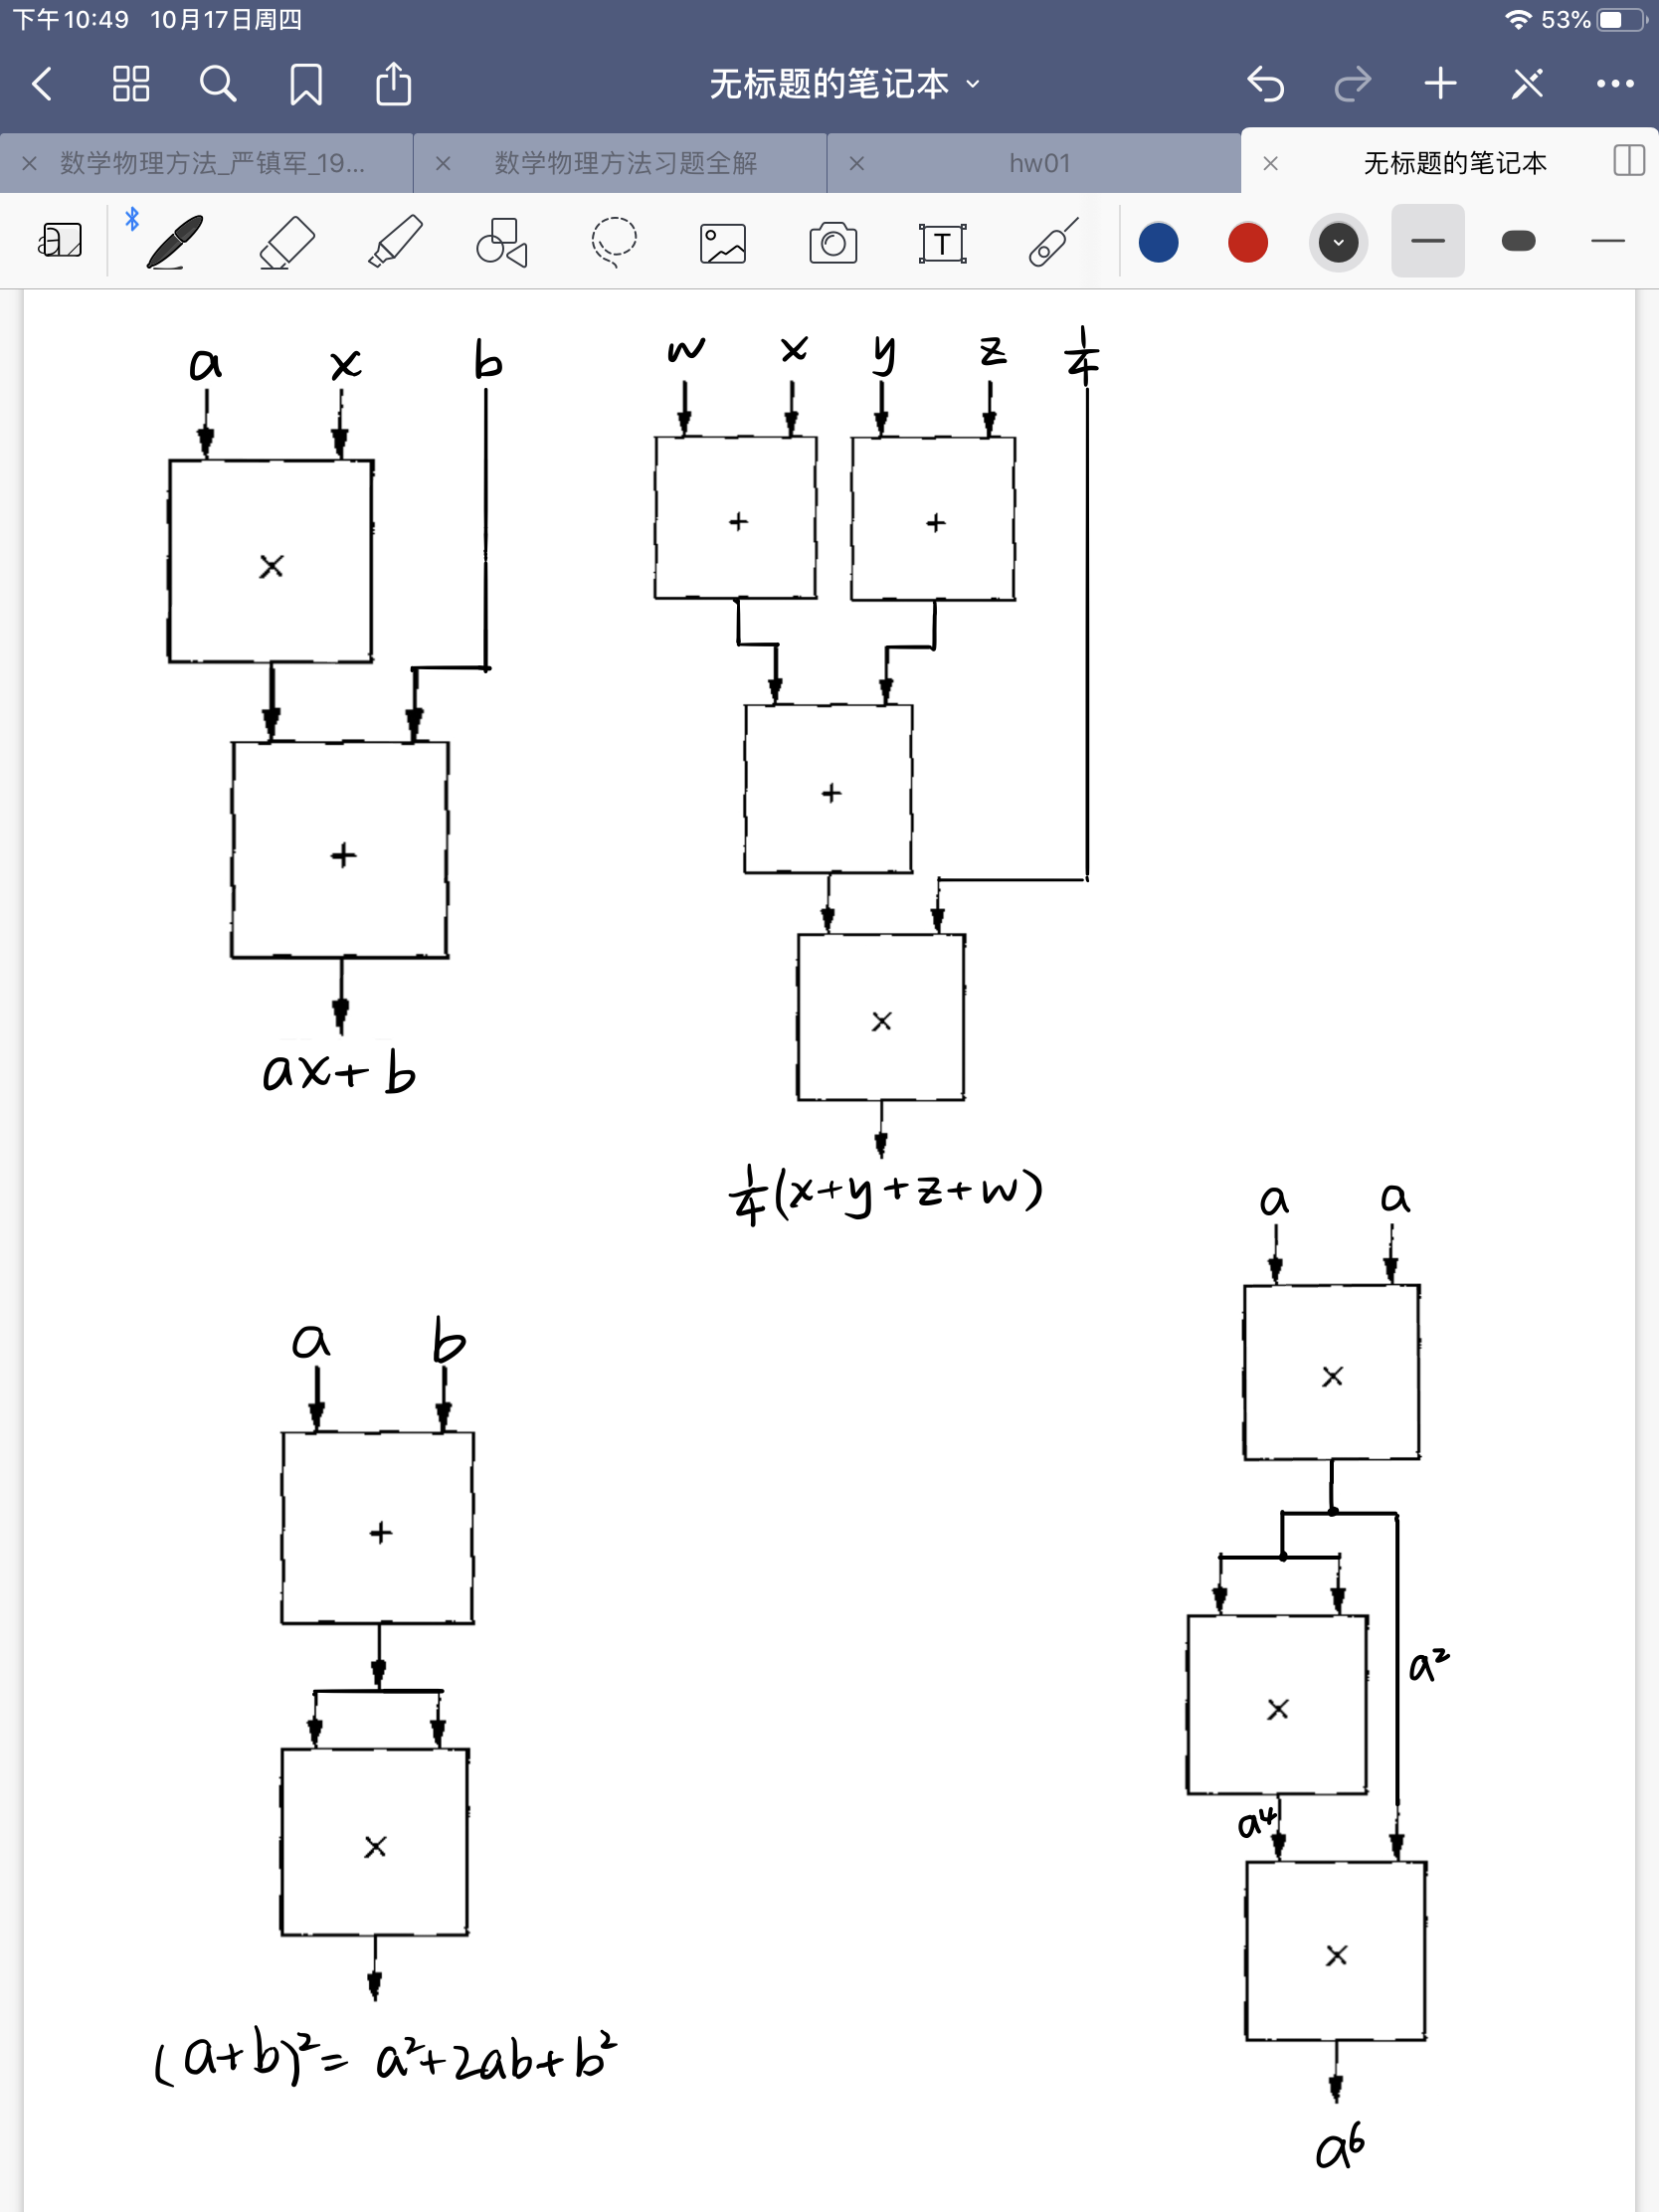 下午10:49 10月17日周四 53%
无标题的笔记本
数学物理方法_严镇军_19... 数学物理方法习题全解 hw01 无标题的笔记本
T
a x b
×
+
ax+b
w x y z 1/4
+ +
+
×
1/4(x+y+z+w)
a b
+
×
(a+b)²= a²+2ab+b²
a a
×
×
a²
a⁴
×
a⁶